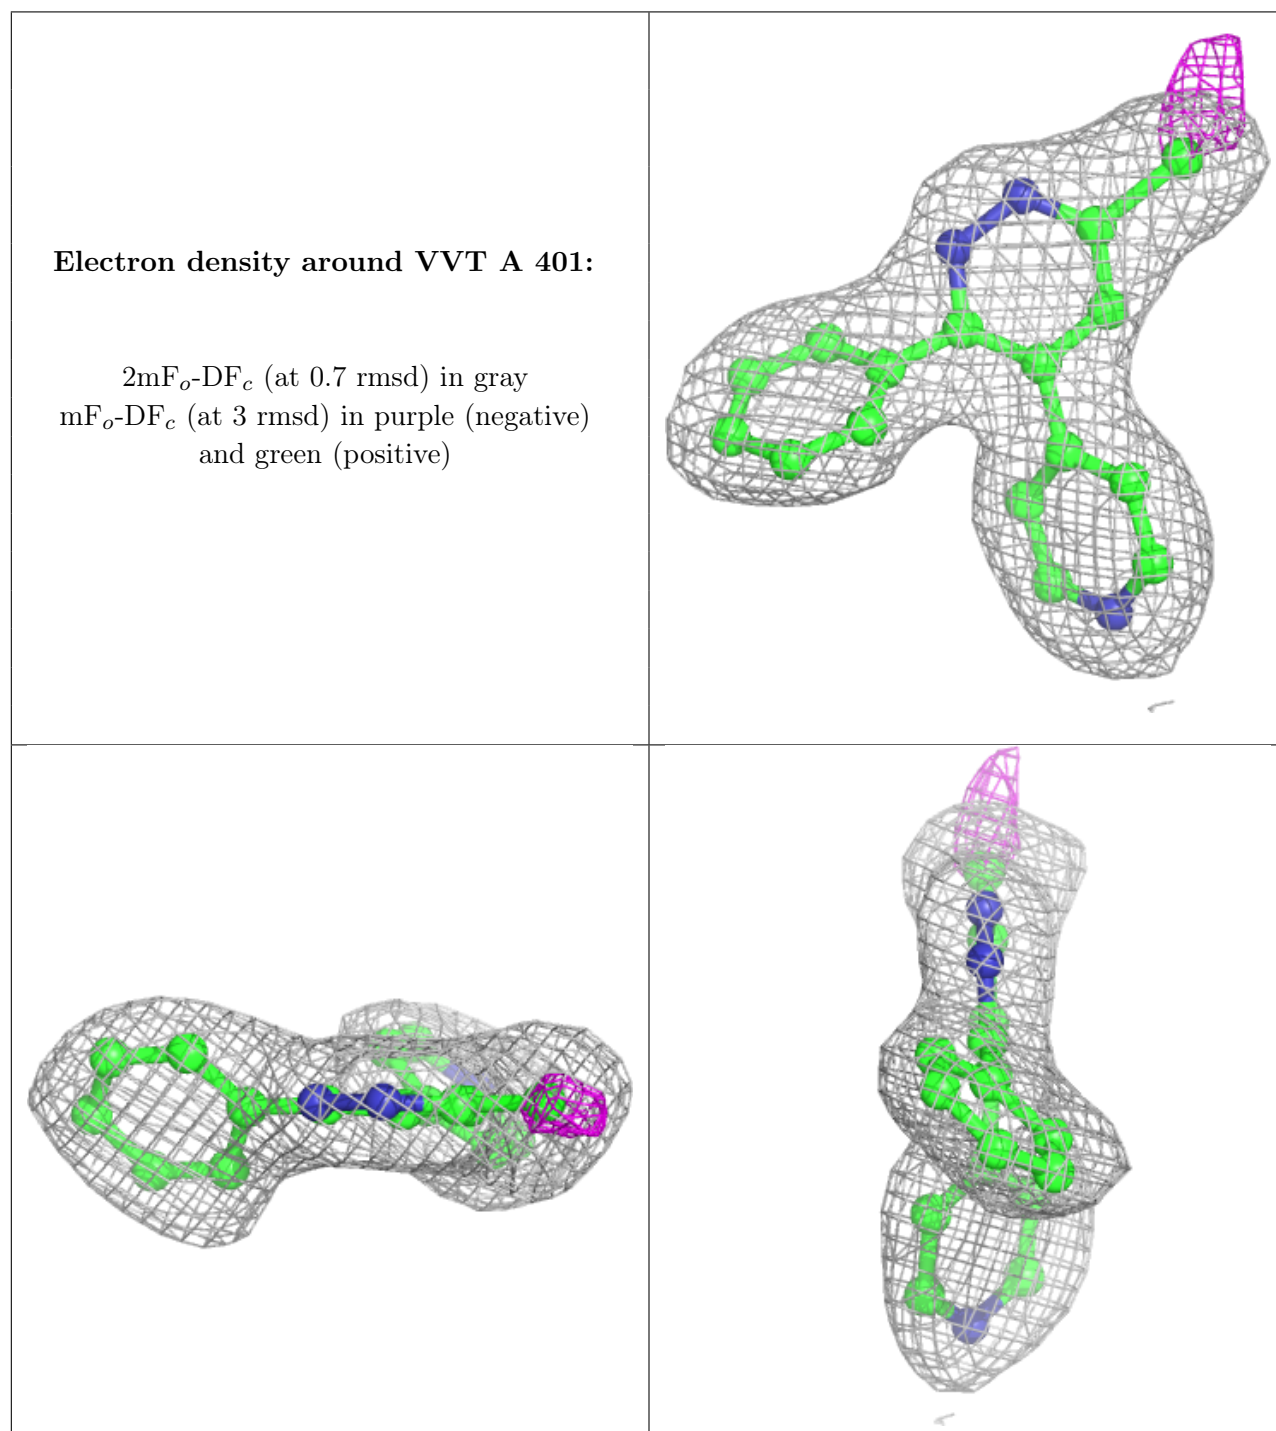 Electron density around VVT A 401:
2mFo-DFc (at 0.7 rmsd) in gray
mFo-DFc (at 3 rmsd) in purple (negative)
and green (positive)